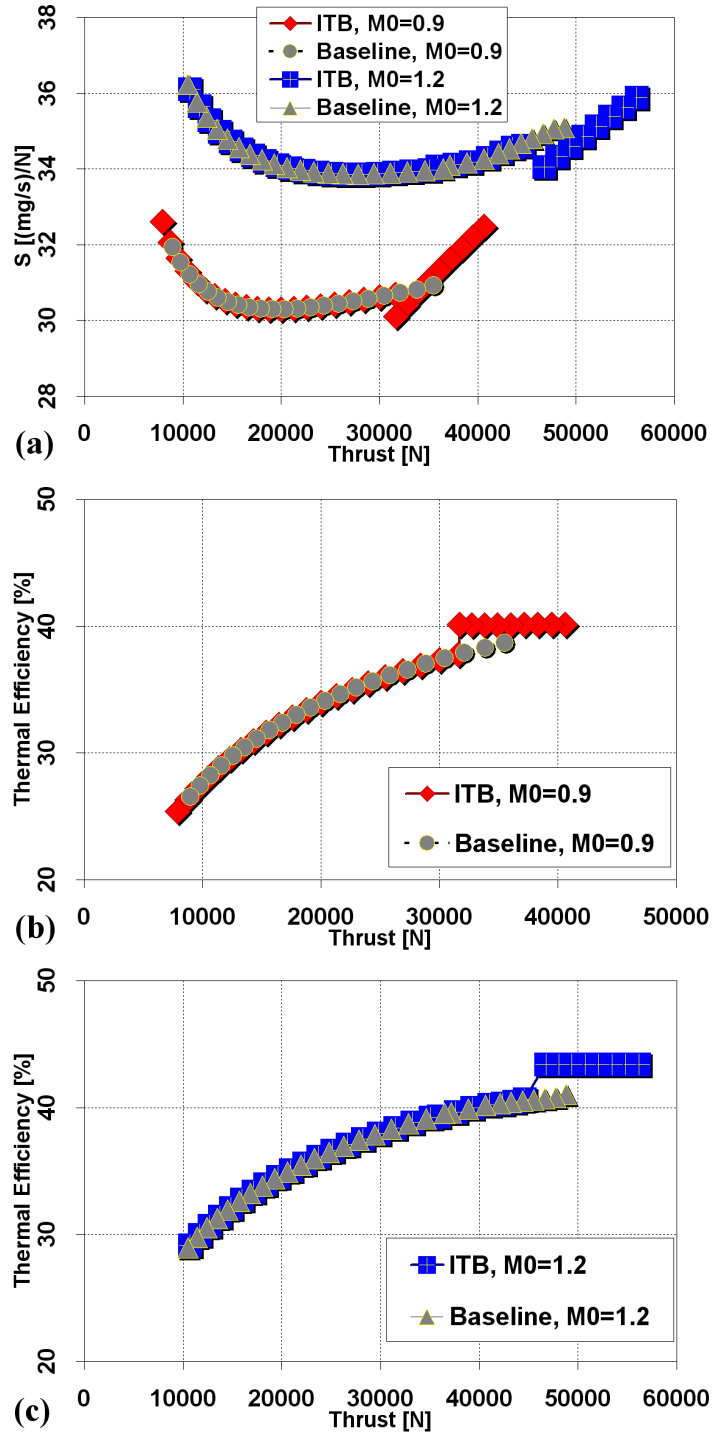 38
36
34
32
30
28
S [(mg/s)/N]
ITB, M0=0.9
Baseline, M0=0.9
ITB, M0=1.2
Baseline, M0=1.2
0 10000 20000 30000 40000 50000 60000
Thrust [N]
(a)
50
40
30
20
Thermal Efficiency [%]
ITB, M0=0.9
Baseline, M0=0.9
0 10000 20000 30000 40000 50000
Thrust [N]
(b)
50
40
30
20
Thermal Efficiency [%]
ITB, M0=1.2
Baseline, M0=1.2
0 10000 20000 30000 40000 50000 60000
Thrust [N]
(c)